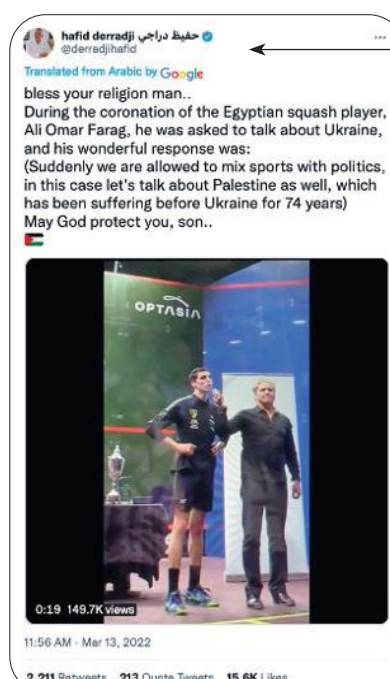 hafid derradji حفيظ دراجي
@derradjihafid
Translated from Arabic by Google
bless your religion man..
During the coronation of the Egyptian squash player,
Ali Omar Farag, he was asked to talk about Ukraine,
and his wonderful response was:
(Suddenly we are allowed to mix sports with politics,
in this case let's talk about Palestine as well, which
has been suffering before Ukraine for 74 years)
May God protect you, son..
OPTASIA
0:19 149.7K views
11:56 AM · Mar 13, 2022
2,211 Retweets 213 Quote Tweets 15.6K Likes